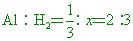 Al : H₂ = 1/3 : x = 2 : 3